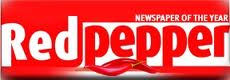 NEWSPAPER OF THE YEAR
Redpepper